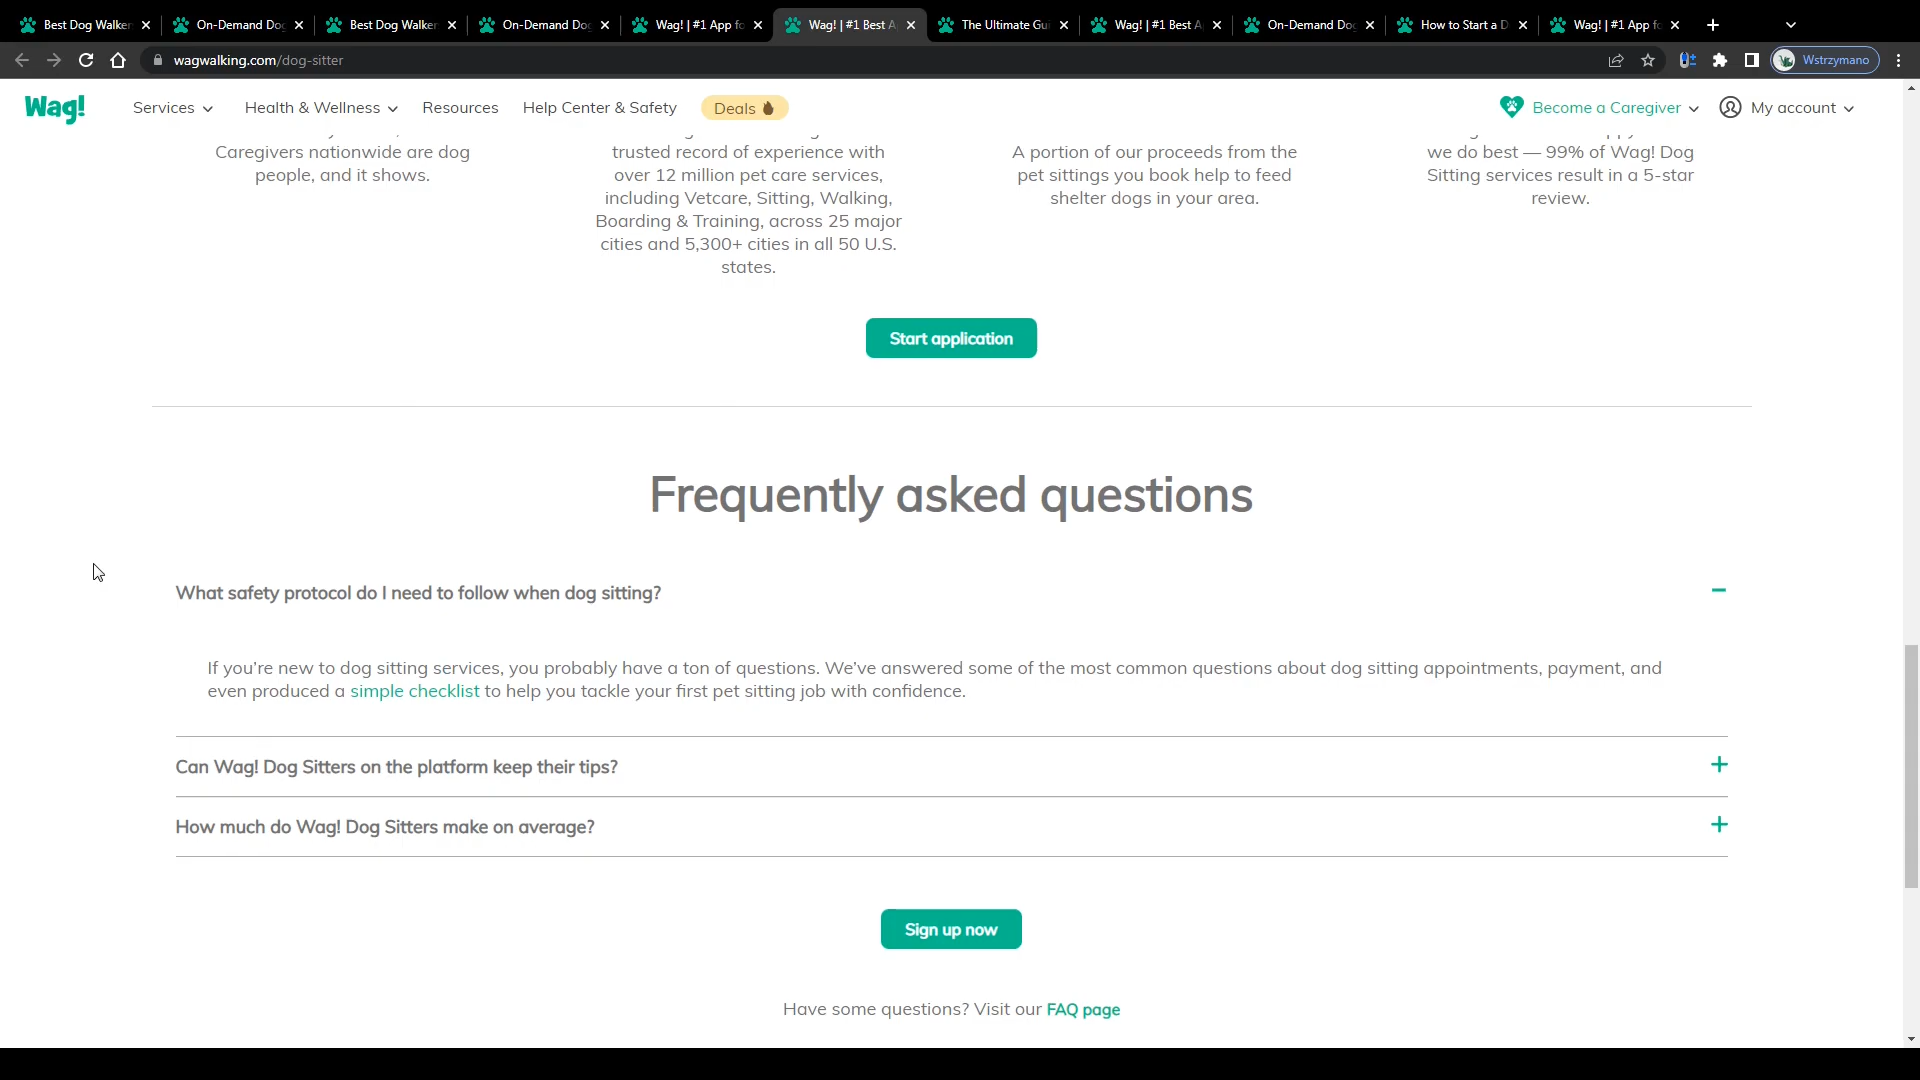 Best Dog Walker
On-Demand Do
Best Dog Walker
On-Demand Do
Wag! | #1 App fo
Wag! | #1 Best A
The Ultimate Gu
Wag! | #1 Best A
On-Demand Do
How to Start a D
Wag! | #1 App fo
wagwalking.com/dog-sitter
Wstrzymano
Wag!
Services
Health & Wellness
Resources
Help Center & Safety
Deals
Become a Caregiver
My account
Caregivers nationwide are dog
people, and it shows.
trusted record of experience with
over 12 million pet care services,
including Vetcare, Sitting, Walking,
Boarding & Training, across 25 major
cities and 5,300+ cities in all 50 U.S.
states.
A portion of our proceeds from the
pet sittings you book help to feed
shelter dogs in your area.
we do best — 99% of Wag! Dog
Sitting services result in a 5-star
review.
Start application
Frequently asked questions
What safety protocol do I need to follow when dog sitting?
If you’re new to dog sitting services, you probably have a ton of questions. We’ve answered some of the most common questions about dog sitting appointments, payment, and
even produced a simple checklist to help you tackle your first pet sitting job with confidence.
Can Wag! Dog Sitters on the platform keep their tips?
How much do Wag! Dog Sitters make on average?
Sign up now
Have some questions? Visit our FAQ page